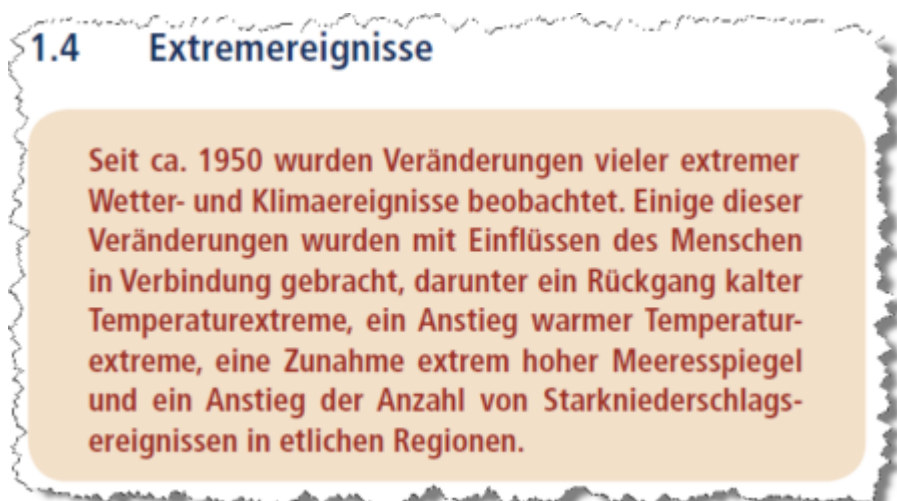 1.4 Extremereignisse
Seit ca. 1950 wurden Veränderungen vieler extremer
Wetter- und Klimaereignisse beobachtet. Einige dieser
Veränderungen wurden mit Einflüssen des Menschen
in Verbindung gebracht, darunter ein Rückgang kalter
Temperaturextreme, ein Anstieg warmer Temperatur-
extreme, eine Zunahme extrem hoher Meeresspiegel
und ein Anstieg der Anzahl von Starkniederschlags-
ereignissen in etlichen Regionen.